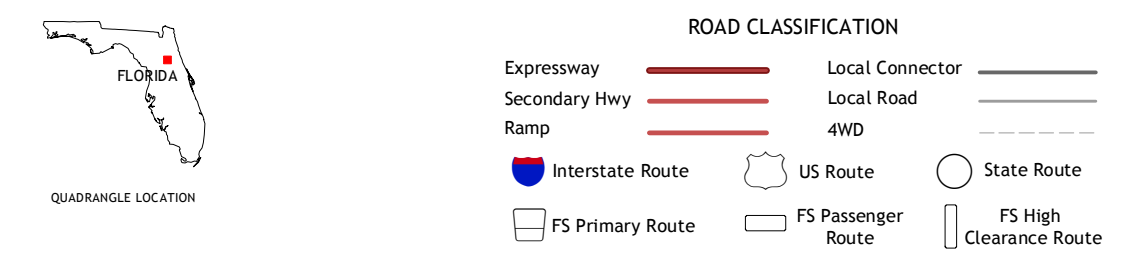 FLORIDA
QUADRANGLE LOCATION
ROAD CLASSIFICATION
Expressway
Local Connector
Secondary Hwy
Local Road
Ramp
4WD
Interstate Route
US Route
State Route
FS Primary Route
FS Passenger
Route
FS High
Clearance Route